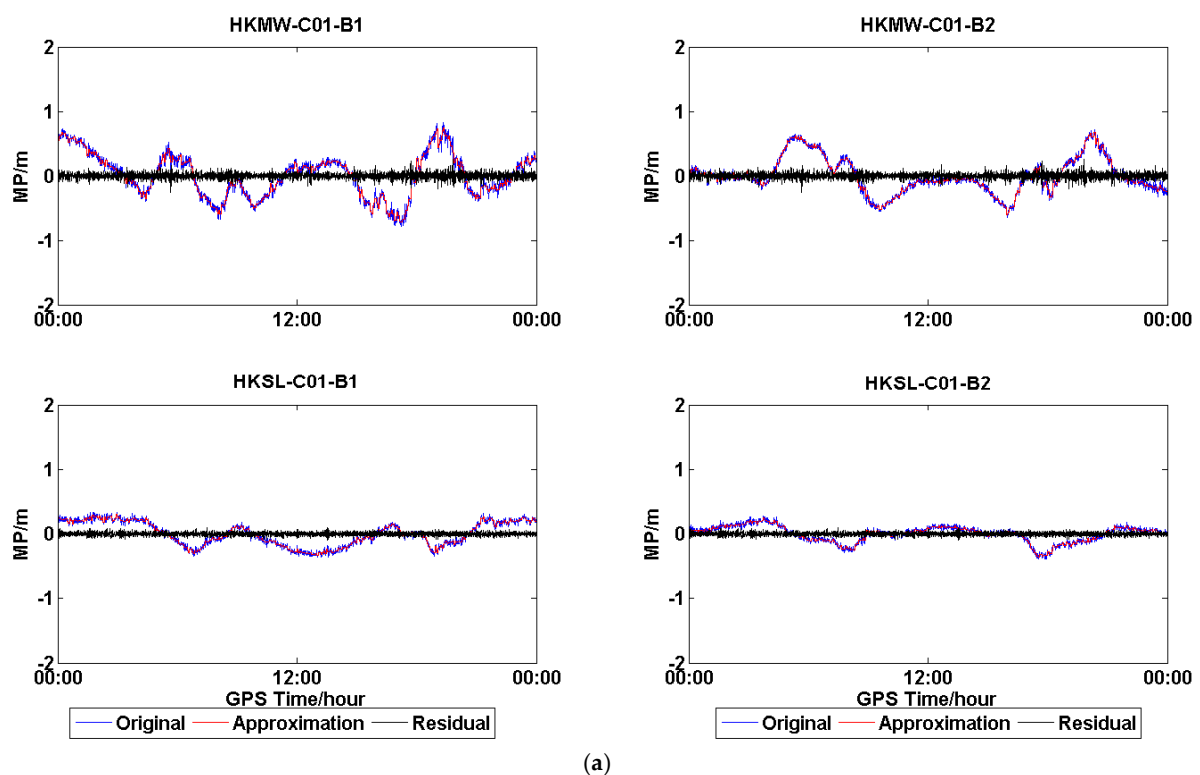 HKMW-C01-B1
HKMW-C01-B2
2
1
0
-1
-2
MP/m
00:00
12:00
00:00
2
1
0
-1
-2
MP/m
00:00
12:00
00:00
HKSL-C01-B1
HKSL-C01-B2
2
1
0
-1
-2
MP/m
00:00
12:00
00:00
GPS Time/hour
2
1
0
-1
-2
MP/m
00:00
12:00
00:00
GPS Time/hour
Original Approximation Residual
Original Approximation Residual
(a)